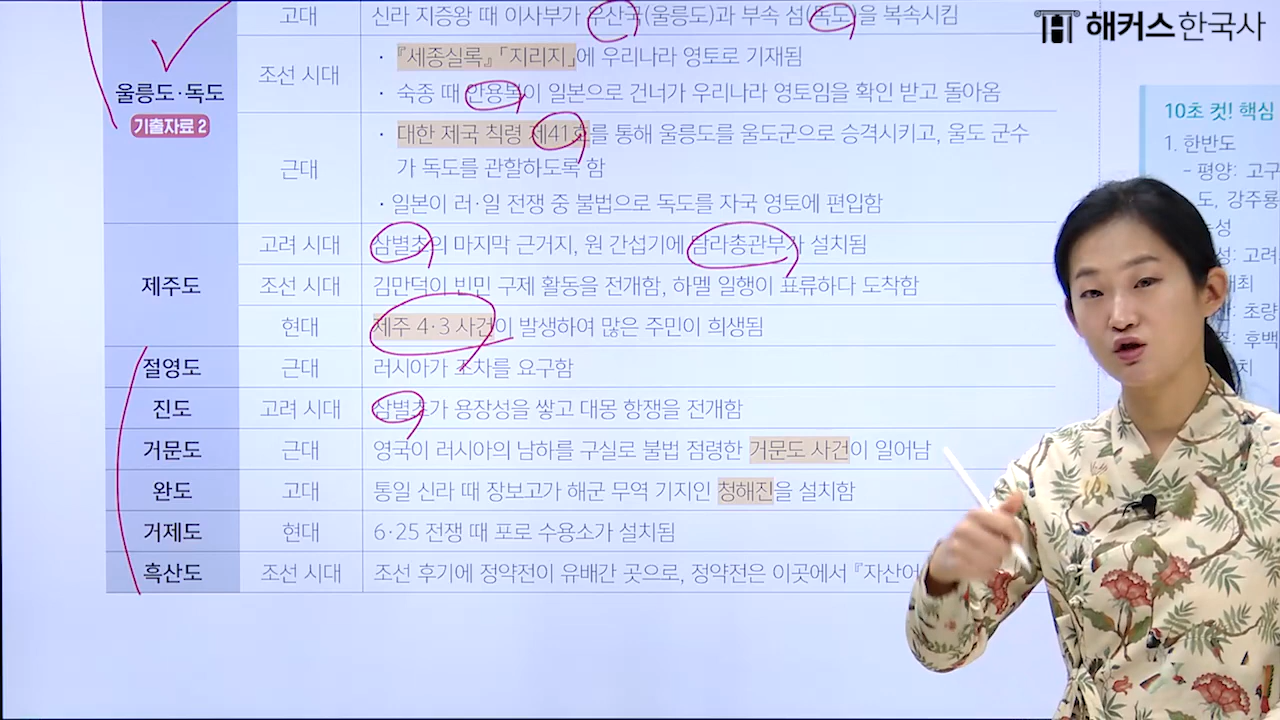 해커스한국사
고대
신라 지증왕 때 이사부가 우산국(울릉도)과 부속 섬(독도)을 복속시킴
울릉도·독도
기출자료 2
조선 시대
· 『세종실록』 「지리지」에 우리나라 영토로 기재됨
· 숙종 때 안용복이 일본으로 건너가 우리나라 영토임을 확인 받고 돌아옴
근대
· 대한 제국 칙령 제41호를 통해 울릉도를 울도군으로 승격시키고, 울도 군수
가 독도를 관할하도록 함
· 일본이 러·일 전쟁 중 불법으로 독도를 자국 영토에 편입함
제주도
고려 시대
삼별초의 마지막 근거지, 원 간섭기에 탐라총관부가 설치됨
조선 시대
김만덕이 빈민 구제 활동을 전개함, 하멜 일행이 표류하다 도착함
현대
제주 4·3 사건이 발생하여 많은 주민이 희생됨
절영도
근대
러시아가 조차를 요구함
진도
고려 시대
삼별초가 용장성을 쌓고 대몽 항쟁을 전개함
거문도
근대
영국이 러시아의 남하를 구실로 불법 점령한 거문도 사건이 일어남
완도
고대
통일 신라 때 장보고가 해군 무역 기지인 청해진을 설치함
거제도
현대
6·25 전쟁 때 포로 수용소가 설치됨
흑산도
조선 시대
조선 후기에 정약전이 유배간 곳으로, 정약전은 이곳에서 『자산어
10초 컷! 핵심
1. 한반도
- 평양: 고구
도, 강주룡